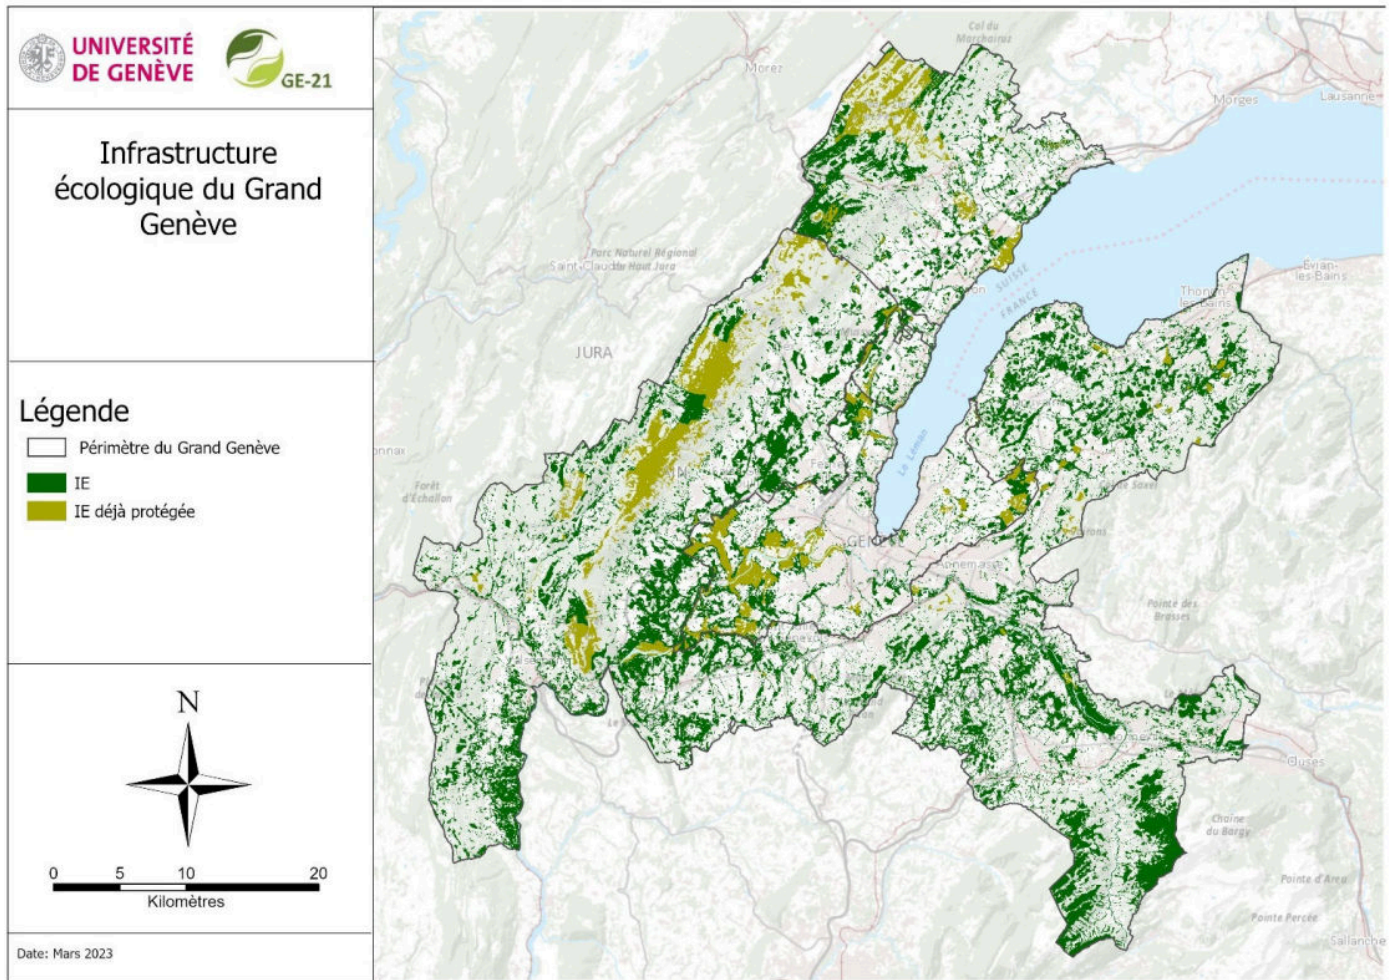 UNIVERSITÉ
DE GENÈVE
GE-21
Infrastructure
écologique du Grand
Genève
Légende
Périmètre du Grand Genève
IE
IE déjà protégée
N
0 5 10 20
Kilomètres
Date: Mars 2023
Col du
Marchairuz
Morez
Morges
Lausanne
Parc Naturel Régional
du Haut Jura
SUISSE
FRANCE
Évian-
les-Bains
Thonon
les-Bains
JURA
Le Léman
Forêt
d'Échallon
Annemasse
Pointe des
Brasses
Cluses
Chaîne
du Bargy
Pointe d'Areu
Pointe Percée
Sallanches